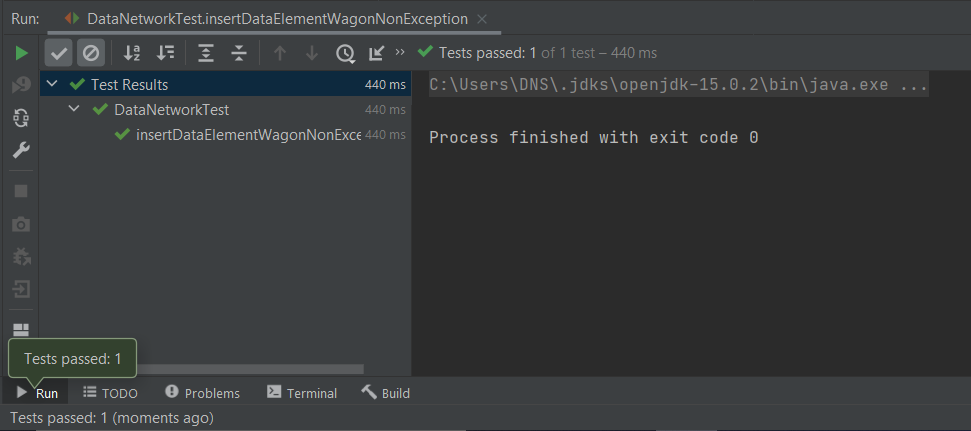 Run: DataNetworkTest.insertDataElementWagonNonException
Tests passed: 1 of 1 test – 440 ms
Test Results 440 ms
DataNetworkTest 440 ms
insertDataElementWagonNonExce 440 ms
C:\Users\DNS\.jdks\openjdk-15.0.2\bin\java.exe ...
Process finished with exit code 0
Tests passed: 1
Run TODO Problems Terminal Build
Tests passed: 1 (moments ago)